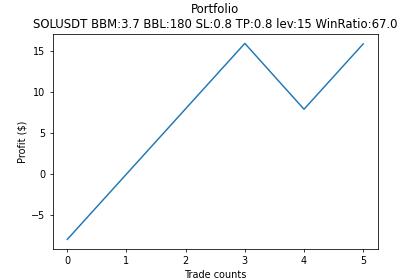 Portfolio
SOLUSDT BBM:3.7 BBL:180 SL:0.8 TP:0.8 lev:15 WinRatio:67.0
15
10
5
0
−5
Profit ($)
0 1 2 3 4 5
Trade counts